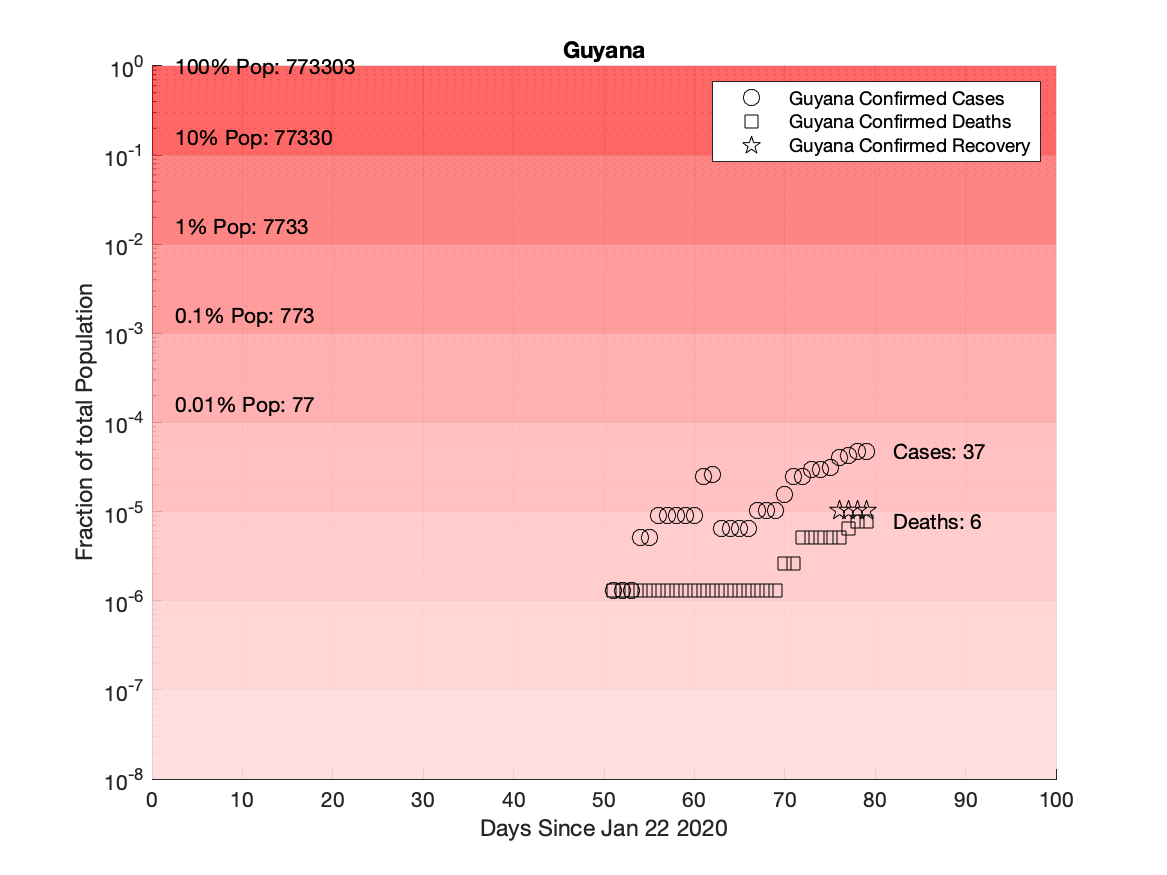 Guyana
10^0
100% Pop: 773303
Guyana Confirmed Cases
Guyana Confirmed Deaths
Guyana Confirmed Recovery
10% Pop: 77330
10^-1
1% Pop: 7733
10^-2
0.1% Pop: 773
10^-3
0.01% Pop: 77
10^-4
Cases: 37
10^-5
Deaths: 6
10^-6
10^-7
10^-8
Fraction of total Population
0 10 20 30 40 50 60 70 80 90 100
Days Since Jan 22 2020